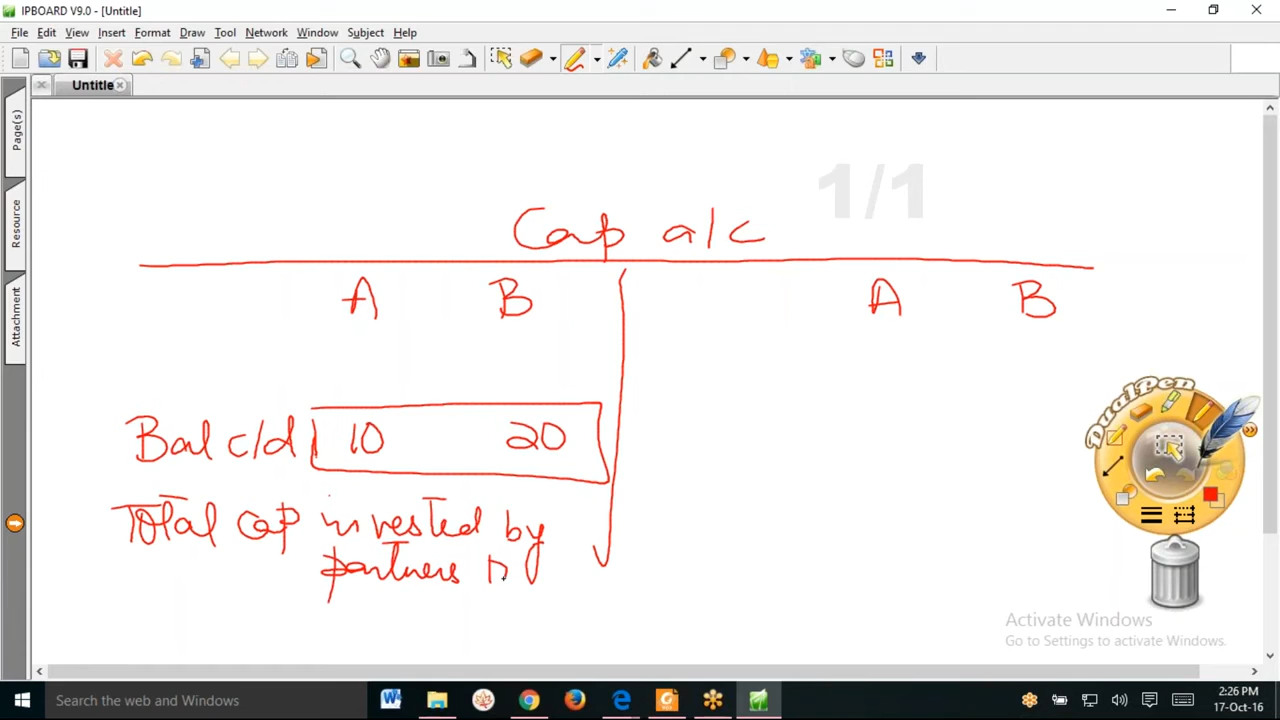 IPBOARD V9.0 - [Untitle]
File Edit View Insert Format Draw Tool Network Window Subject Help
Untitle
Page(s)
Resource
Attachment
1/1
Cap a/c
A B A B
Bal c/d 10 20
Total cap invested by
partners
DualPen
Activate Windows
Go to Settings to activate Windows.
Search the web and Windows
2:26 PM
17-Oct-16